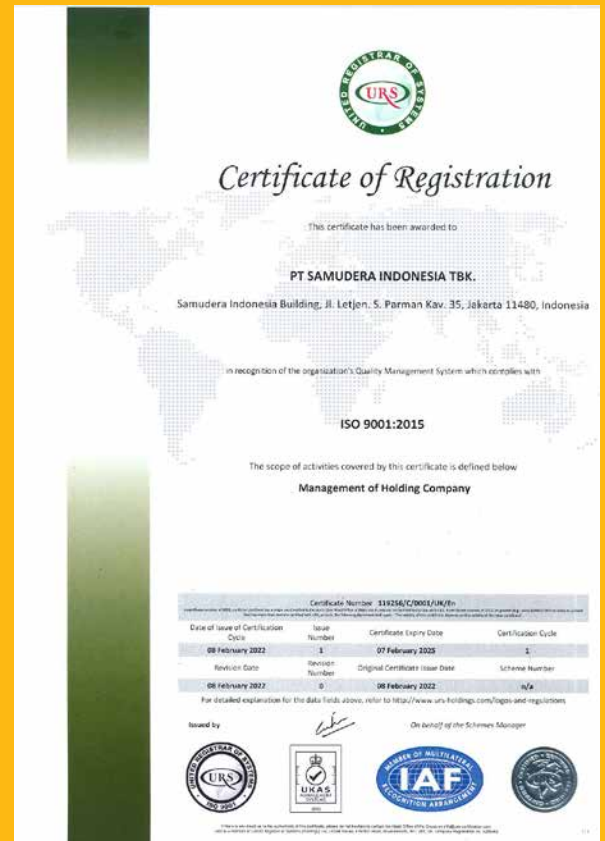 UNITED REGISTRAR OF SYSTEMS
URS
Certificate of Registration
This certificate has been awarded to
PT SAMUDERA INDONESIA TBK.
Samudera Indonesia Building, Jl. Letjen. S. Parman Kav. 35, Jakarta 11480, Indonesia
in recognition of the organization's Quality Management System which complies with
ISO 9001:2015
The scope of activities covered by this certificate is defined below
Management of Holding Company
Certificate Number 119256/C/0001/UK/En
Date of Issue of Certification Cycle
Issue Number
Certificate Expiry Date
Certification Cycle
08 February 2022
1
07 February 2025
1
Revision Date
Revision Number
Original Certificate Issue Date
Scheme Number
08 February 2022
0
08 February 2022
n/a
For detailed explanation for the data fields above, refer to http://www.urs-holdings.com/logos-and-regulations
Issued by
On behalf of the Schemes Manager
UNITED REGISTRAR OF SYSTEMS
URS
ISO 9001
UKAS
MANAGEMENT SYSTEMS
MEMBER OF MULTILATERAL
IAF
RECOGNITION ARRANGEMENT